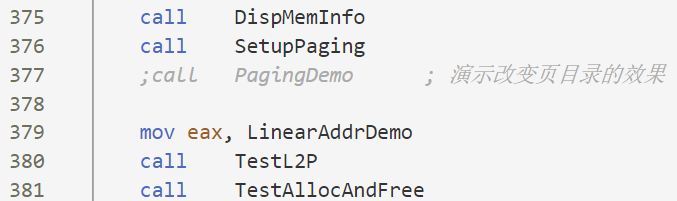 375 call DispMemInfo
376 call SetupPaging
377 ;call PagingDemo ; 演示改变页目录的效果
378
379 mov eax, LinearAddrDemo
380 call TestL2P
381 call TestAllocAndFree